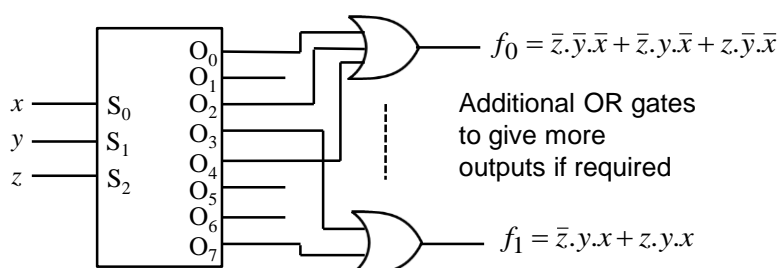 O₀
O₁
O₂
O₃
O₄
O₅
O₆
O₇
x
y
z
S₀
S₁
S₂
f₀ = z̄.ȳ.x̄ + z̄.y.x̄ + z.ȳ.x̄
Additional OR gates
to give more
outputs if required
f₁ = z̄.y.x + z.y.x